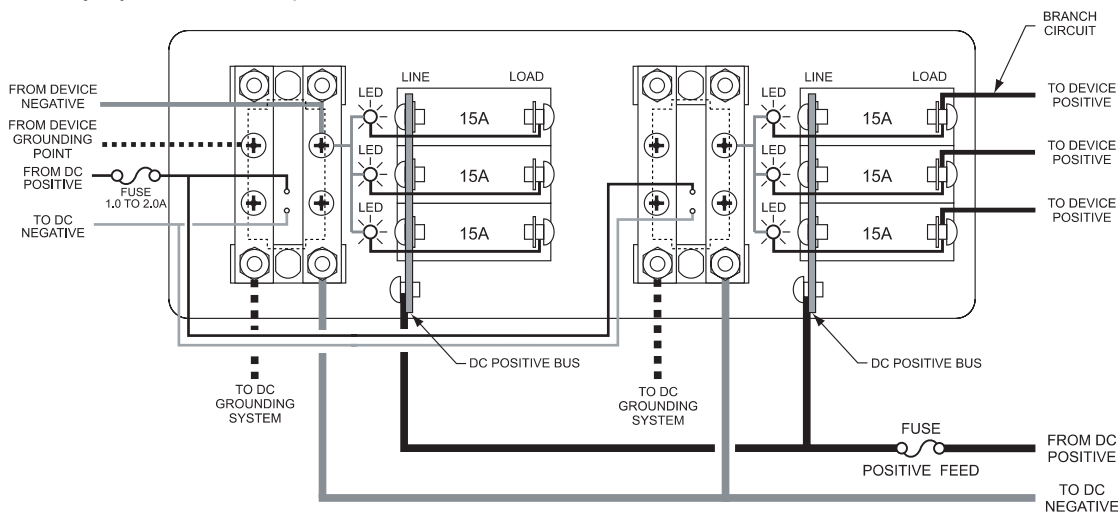 BRANCH
CIRCUIT
LINE
LOAD
LINE
LOAD
FROM DEVICE
NEGATIVE
LED
LED
TO DEVICE
POSITIVE
15A
15A
FROM DEVICE
GROUNDING
POINT
LED
LED
TO DEVICE
POSITIVE
FROM DC
POSITIVE
15A
15A
FUSE
1.0 TO 2.0A
LED
LED
TO DEVICE
POSITIVE
TO DC
NEGATIVE
15A
15A
DC POSITIVE BUS
DC POSITIVE BUS
TO DC
GROUNDING
SYSTEM
TO DC
GROUNDING
SYSTEM
FUSE
FROM DC
POSITIVE
POSITIVE FEED
TO DC
NEGATIVE